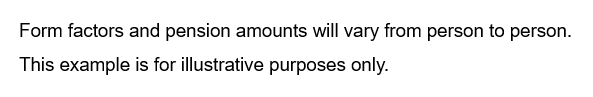 Form factors and pension amounts will vary from person to person.
This example is for illustrative purposes only.